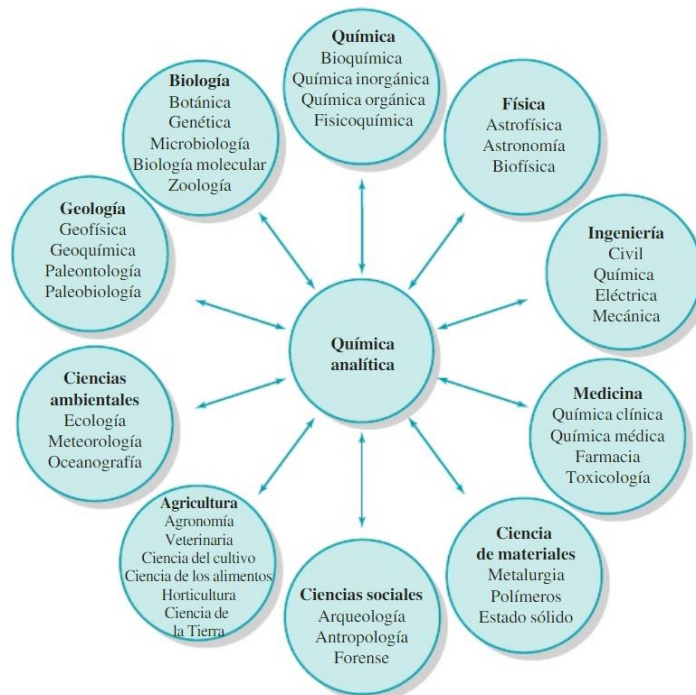 Química
Bioquímica
Química inorgánica
Química orgánica
Fisicoquímica
Física
Astrofísica
Astronomía
Biofísica
Ingeniería
Civil
Química
Eléctrica
Mecánica
Medicina
Química clínica
Química médica
Farmacia
Toxicología
Ciencia
de materiales
Metalurgia
Polímeros
Estado sólido
Ciencias sociales
Arqueología
Antropología
Forense
Agricultura
Agronomía
Veterinaria
Ciencia del cultivo
Ciencia de los alimentos
Horticultura
Ciencia de
la Tierra
Ciencias
ambientales
Ecología
Meteorología
Oceanografía
Geología
Geofísica
Geoquímica
Paleontología
Paleobiología
Biología
Botánica
Genética
Microbiología
Biología molecular
Zoología
Química
analítica